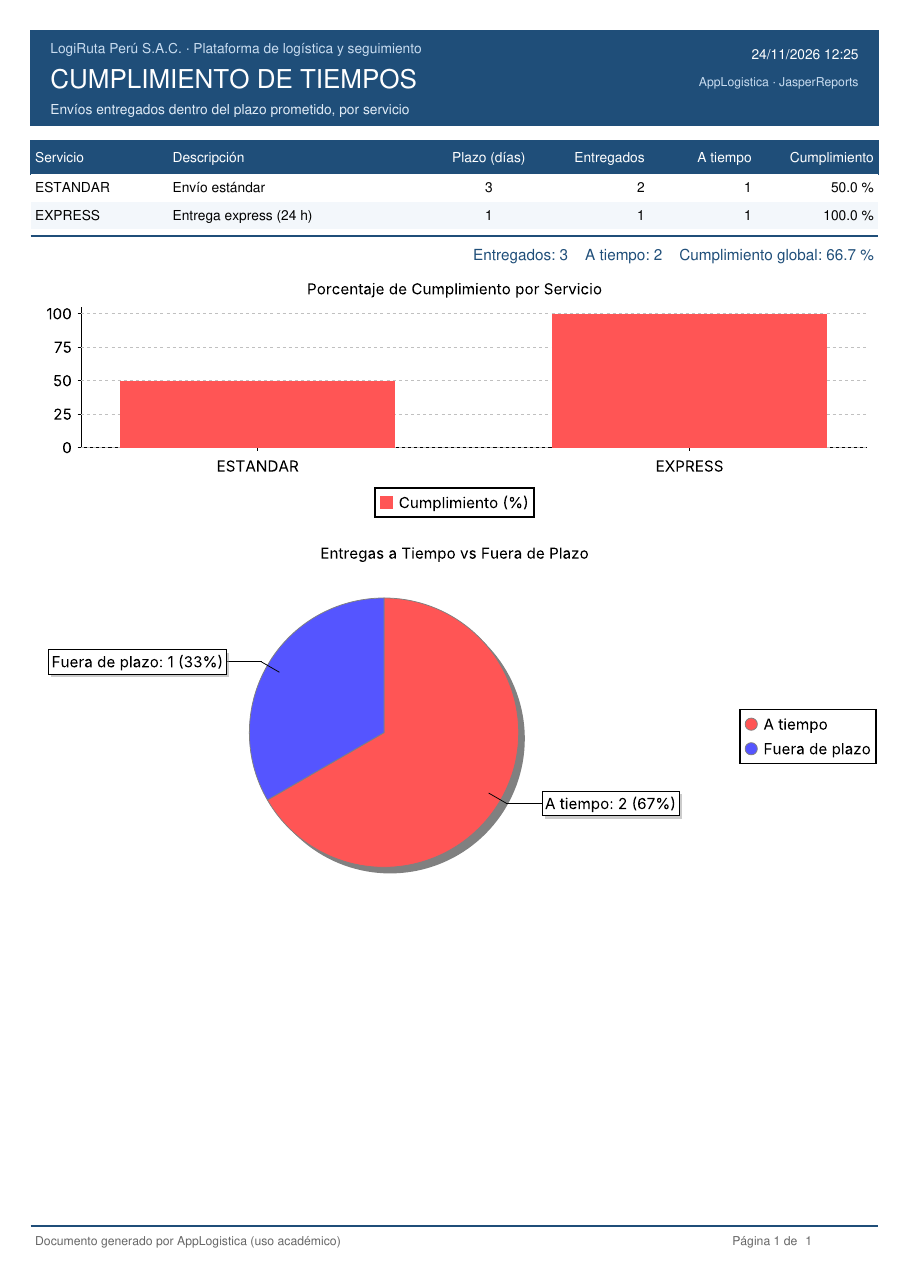 LogiRuta Perú S.A.C. · Plataforma de logística y seguimiento
24/11/2026 12:25
CUMPLIMIENTO DE TIEMPOS
AppLogistica · JasperReports
Envíos entregados dentro del plazo prometido, por servicio
Servicio Descripción Plazo (días) Entregados A tiempo Cumplimiento
ESTANDAR Envío estándar 3 2 1 50.0 %
EXPRESS Entrega express (24 h) 1 1 1 100.0 %
Entregados: 3 A tiempo: 2 Cumplimiento global: 66.7 %
Porcentaje de Cumplimiento por Servicio
100
75
50
25
0
ESTANDAR EXPRESS
Cumplimiento (%)
Entregas a Tiempo vs Fuera de Plazo
Fuera de plazo: 1 (33%)
A tiempo
Fuera de plazo
A tiempo: 2 (67%)
Documento generado por AppLogistica (uso académico) Página 1 de 1